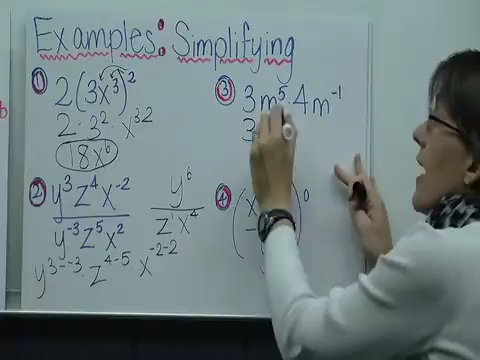 Examples: Simplifying
① 2(3x³)²
2 · 3² · x³·²
18x⁶
② y³z⁴x⁻² / y⁻³z⁵x²
y⁶ / z¹x⁴
y³⁻⁻³ · z⁴⁻⁵ · x⁻²⁻²
③ 3m⁵ · 4m⁻¹
3
④ (x
)⁰